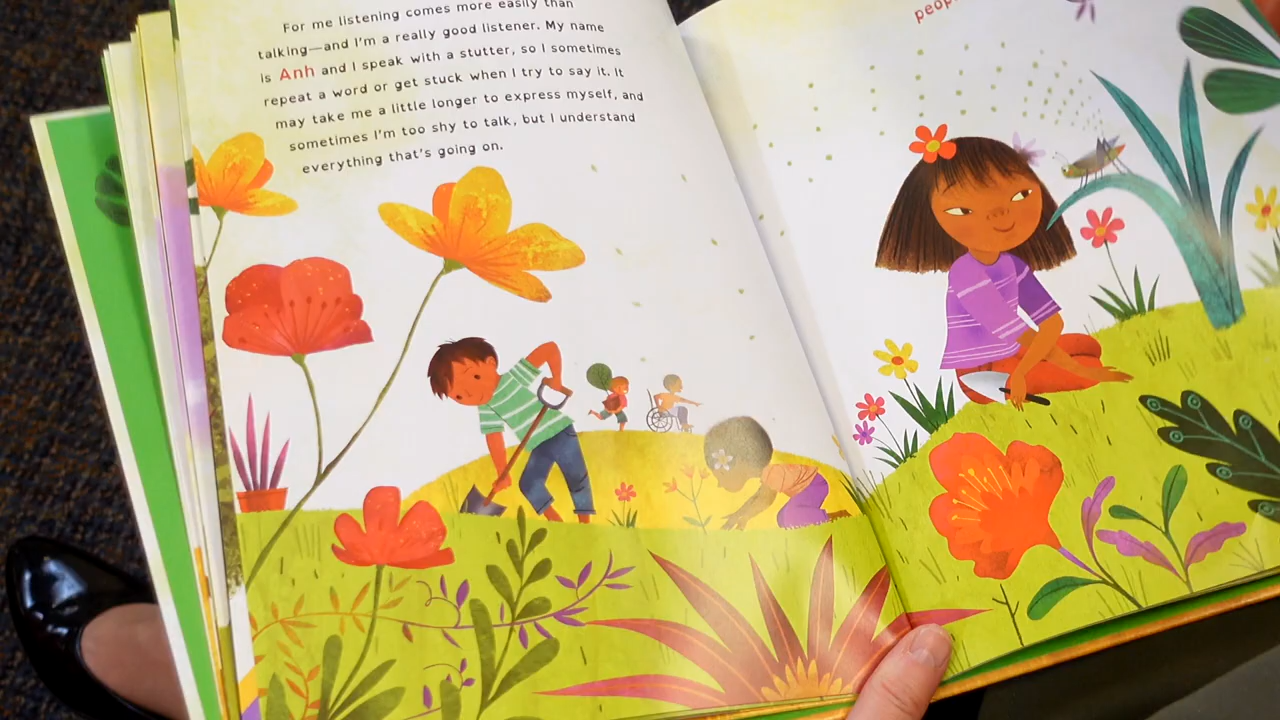 For me listening comes more easily than
talking—and I'm a really good listener. My name
is Anh and I speak with a stutter, so I sometimes
repeat a word or get stuck when I try to say it. It
may take me a little longer to express myself, and
sometimes I'm too shy to talk, but I understand
everything that's going on.